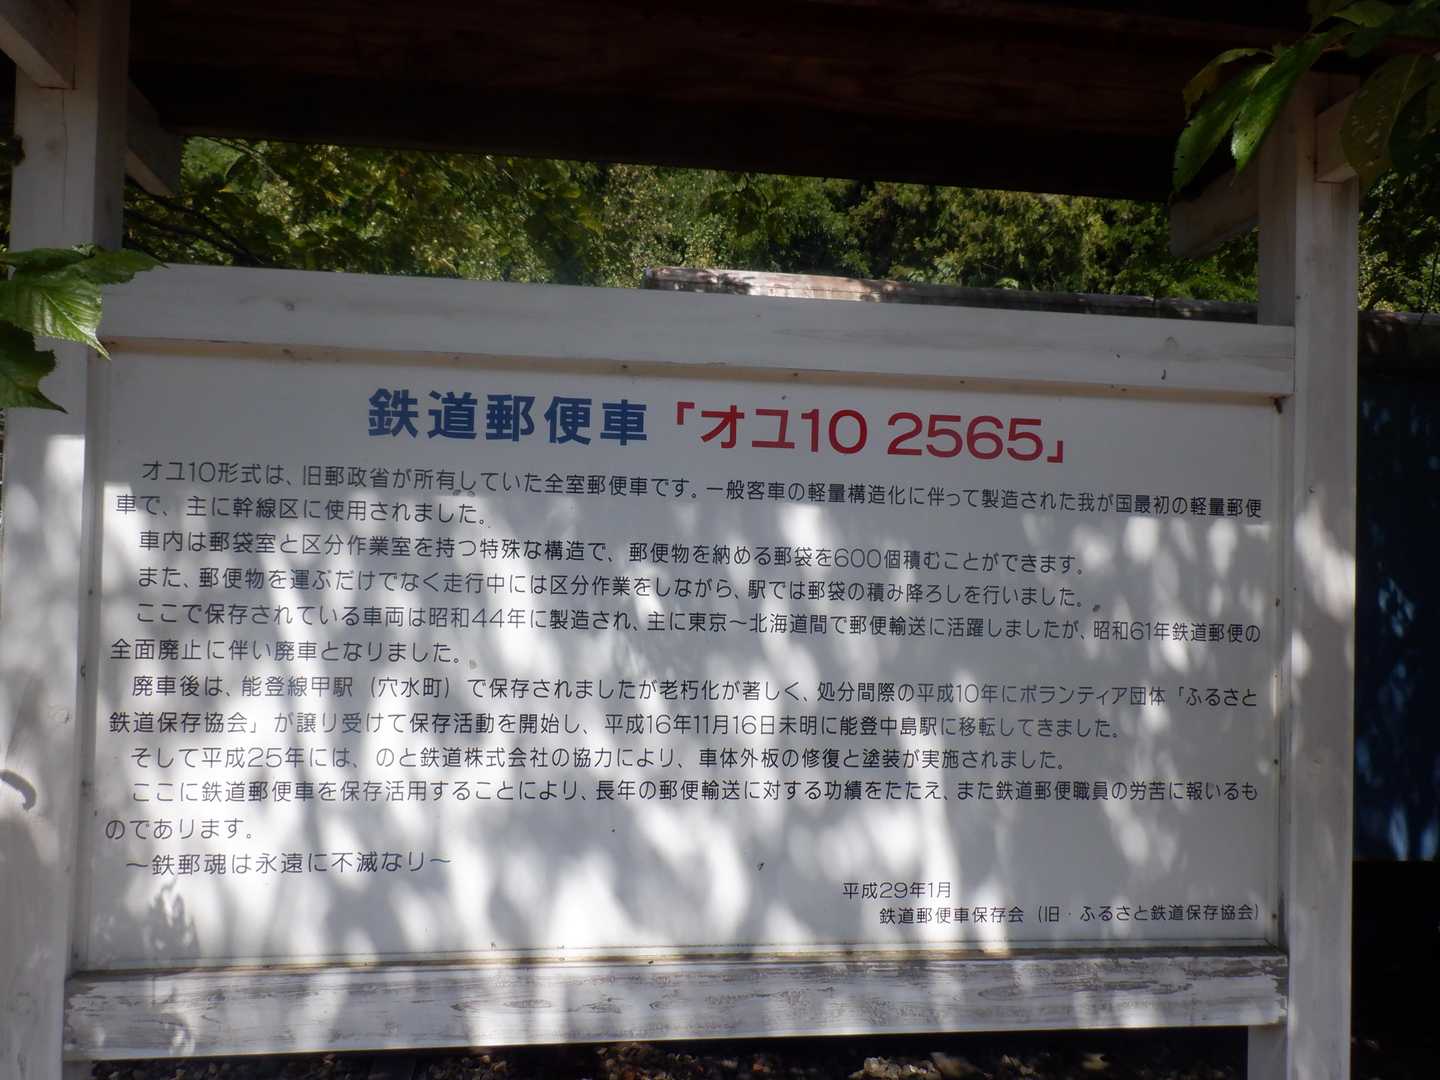 鉄道郵便車「オユ10 2565」
オユ10形式は、旧郵政省が所有していた全室郵便車です。一般客車の軽量構造化に伴って製造された我が国最初の軽量郵便
車で、主に幹線区に使用されました。
車内は郵袋室と区分作業室を持つ特殊な構造で、郵便物を納める郵袋を600個積むことができます。
また、郵便物を運ぶだけでなく走行中には区分作業をしながら、駅では郵袋の積み降ろしを行いました。
ここで保存されている車両は昭和44年に製造され、主に東京～北海道間で郵便輸送に活躍しましたが、昭和61年鉄道郵便の
全面廃止に伴い廃車となりました。
廃車後は、能登線甲駅（穴水町）で保存されましたが老朽化が著しく、処分間際の平成10年にボランティア団体「ふるさと
鉄道保存協会」が譲り受けて保存活動を開始し、平成16年11月16日未明に能登中島駅に移転してきました。
そして平成25年には、のと鉄道株式会社の協力により、車体外板の修復と塗装が実施されました。
ここに鉄道郵便車を保存活用することにより、長年の郵便輸送に対する功績をたたえ、また鉄道郵便職員の労苦に報いるも
のであります。
～鉄郵魂は永遠に不滅なり～
平成29年1月
鉄道郵便車保存会（旧・ふるさと鉄道保存協会）